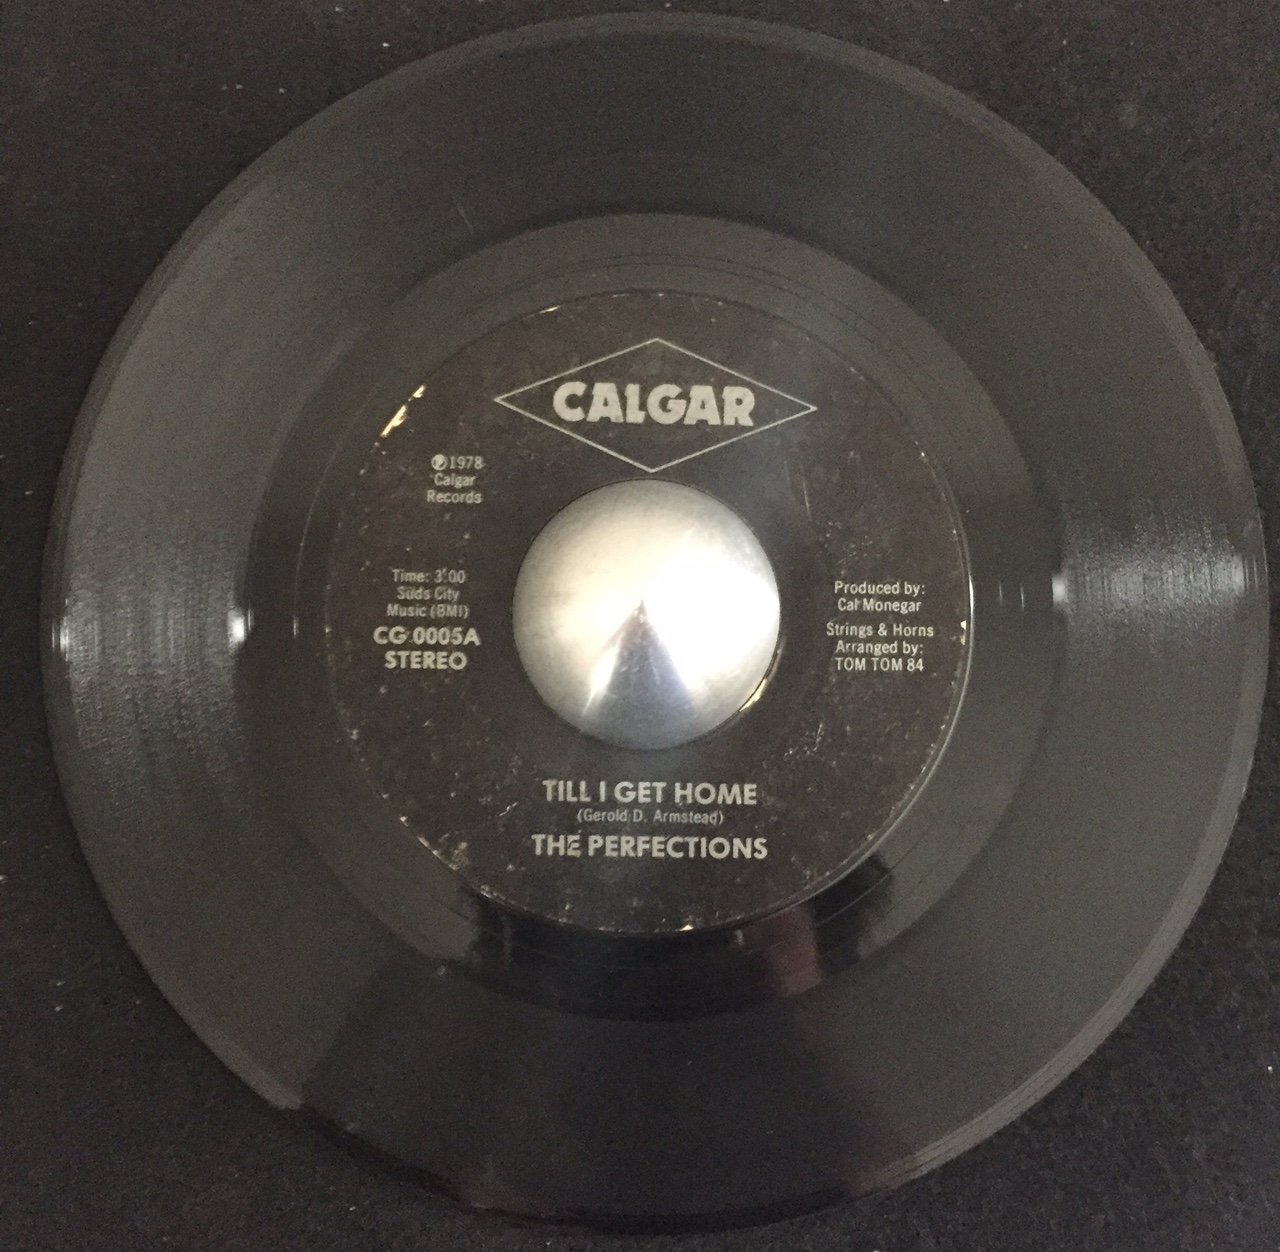 CALGAR
Ⓟ1978
Calgar
Records
Time: 3:00
Suds City
Music (BMI)
CG 0005A
STEREO
Produced by:
Cal Monegar
Strings & Horns
Arranged by:
TOM TOM 84
TILL I GET HOME
(Gerold D. Armstead)
THE PERFECTIONS